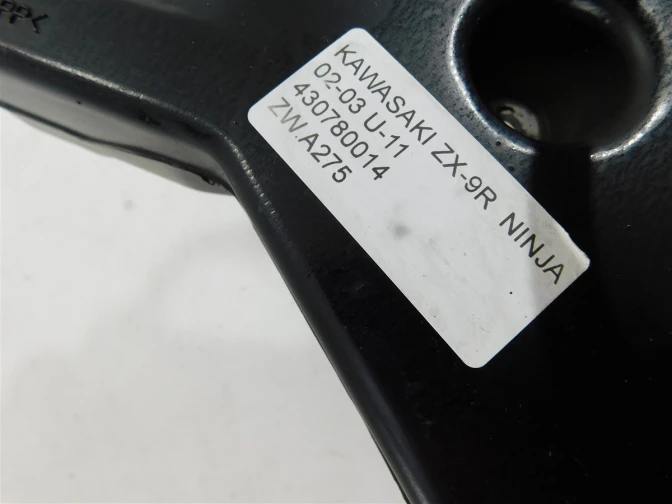 KAWASAKI ZX-9R NINJA
02-03 U-11
430780014
ZW.A275